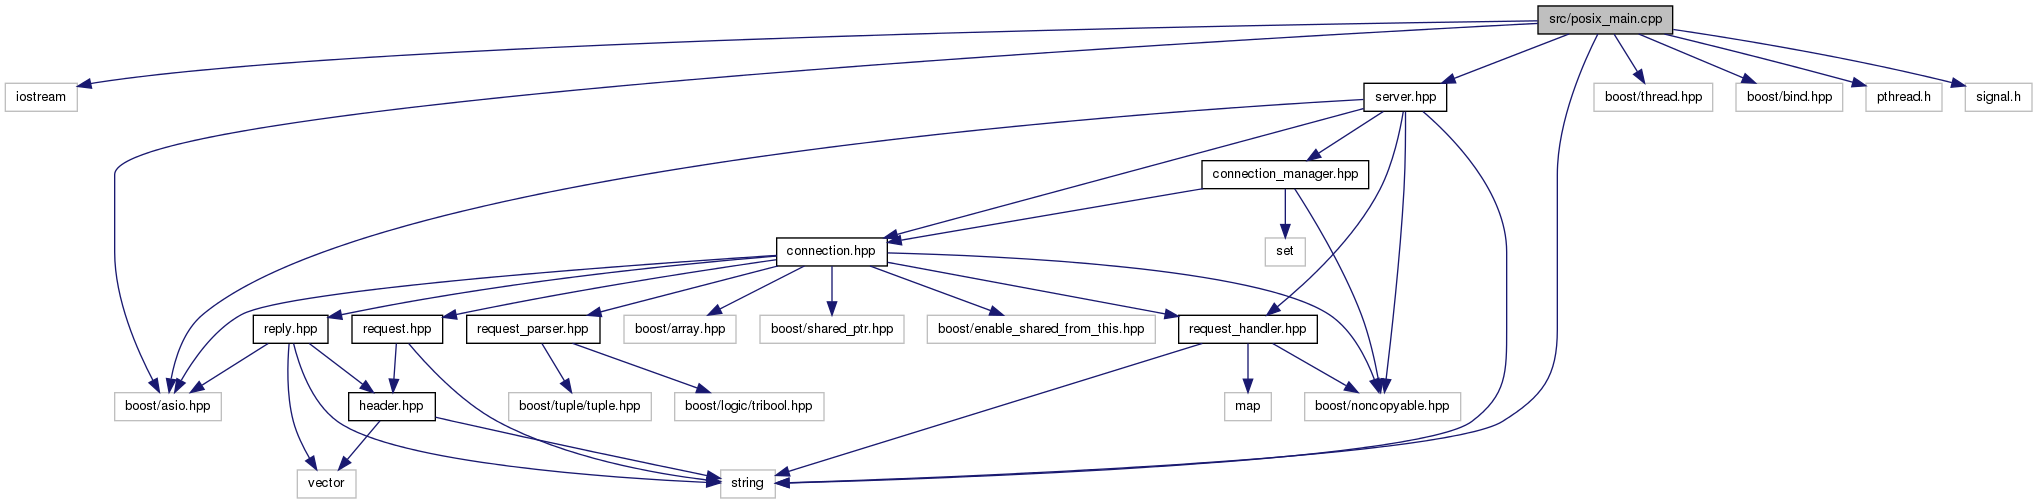 src/posix_main.cpp
iostream
server.hpp
boost/thread.hpp
boost/bind.hpp
pthread.h
signal.h
connection_manager.hpp
connection.hpp
set
reply.hpp
request.hpp
request_parser.hpp
boost/array.hpp
boost/shared_ptr.hpp
boost/enable_shared_from_this.hpp
request_handler.hpp
boost/asio.hpp
header.hpp
boost/tuple/tuple.hpp
boost/logic/tribool.hpp
map
boost/noncopyable.hpp
vector
string